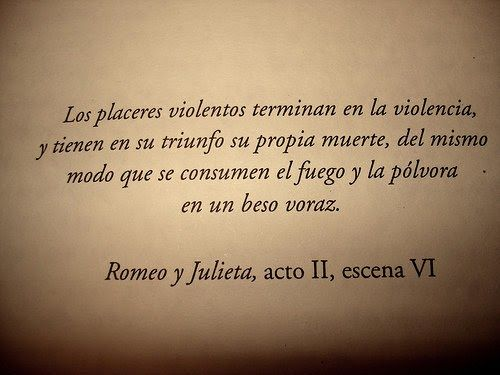 Los placeres violentos terminan en la violencia,
y tienen en su triunfo su propia muerte, del mismo
modo que se consumen el fuego y la pólvora
en un beso voraz.
Romeo y Julieta, acto II, escena VI